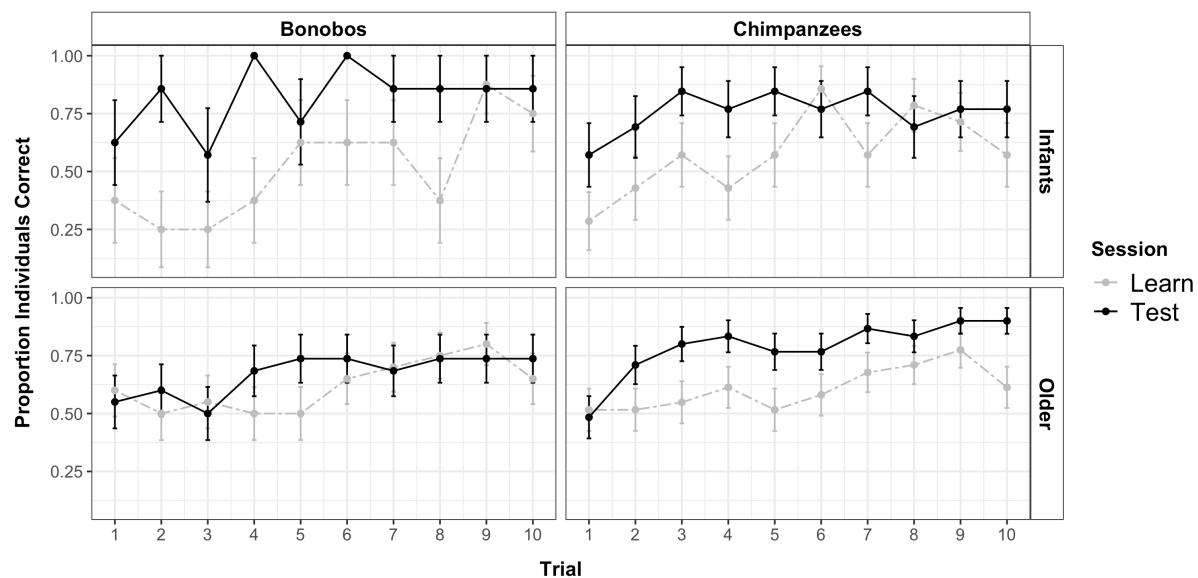 Bonobos
Chimpanzees
Proportion Individuals Correct
1.00
0.75
0.50
0.25
Infants
1.00
0.75
0.50
0.25
Older
1 2 3 4 5 6 7 8 9 10
1 2 3 4 5 6 7 8 9 10
Trial
Session
Learn
Test